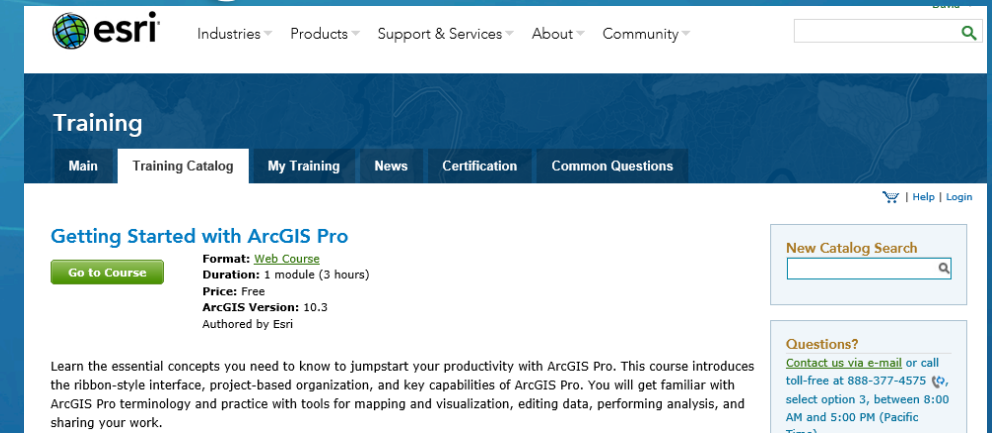 esri
Industries Products Support & Services About Community
Training
Main Training Catalog My Training News Certification Common Questions
| Help | Login
Getting Started with ArcGIS Pro
Go to Course
Format: Web Course
Duration: 1 module (3 hours)
Price: Free
ArcGIS Version: 10.3
Authored by Esri
Learn the essential concepts you need to know to jumpstart your productivity with ArcGIS Pro. This course introduces
the ribbon-style interface, project-based organization, and key capabilities of ArcGIS Pro. You will get familiar with
ArcGIS Pro terminology and practice with tools for mapping and visualization, editing data, performing analysis, and
sharing your work.
New Catalog Search
Questions?
Contact us via e-mail or call
toll-free at 888-377-4575 ,
select option 3, between 8:00
AM and 5:00 PM (Pacific
Time)